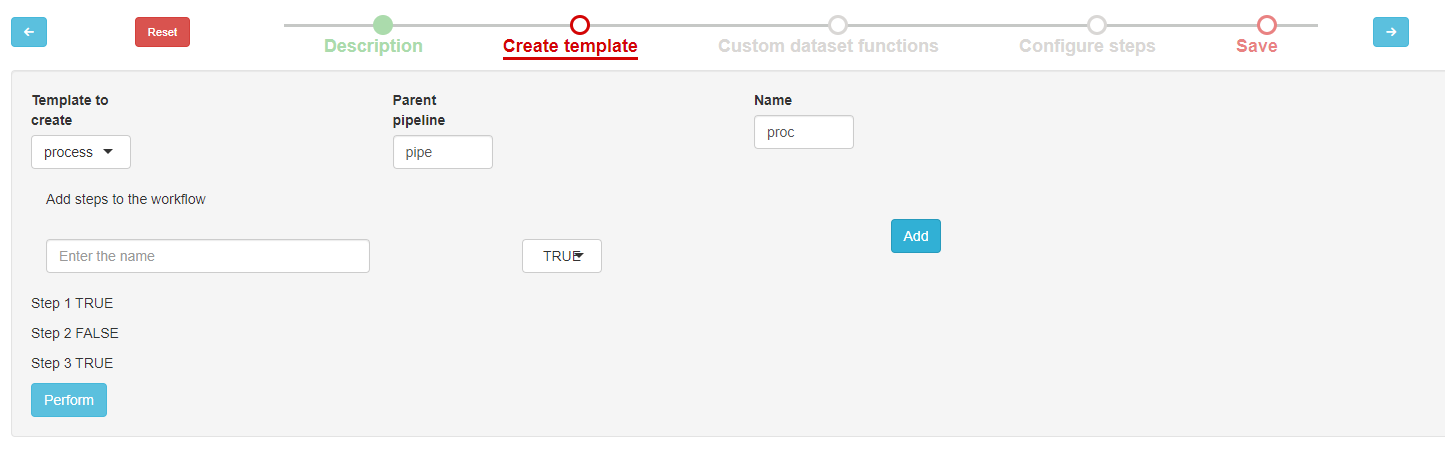 Reset
Description
Create template
Custom dataset functions
Configure steps
Save
Template to
create
process
Parent
pipeline
pipe
Name
proc
Add steps to the workflow
Enter the name
TRUE
Add
Step 1 TRUE
Step 2 FALSE
Step 3 TRUE
Perform